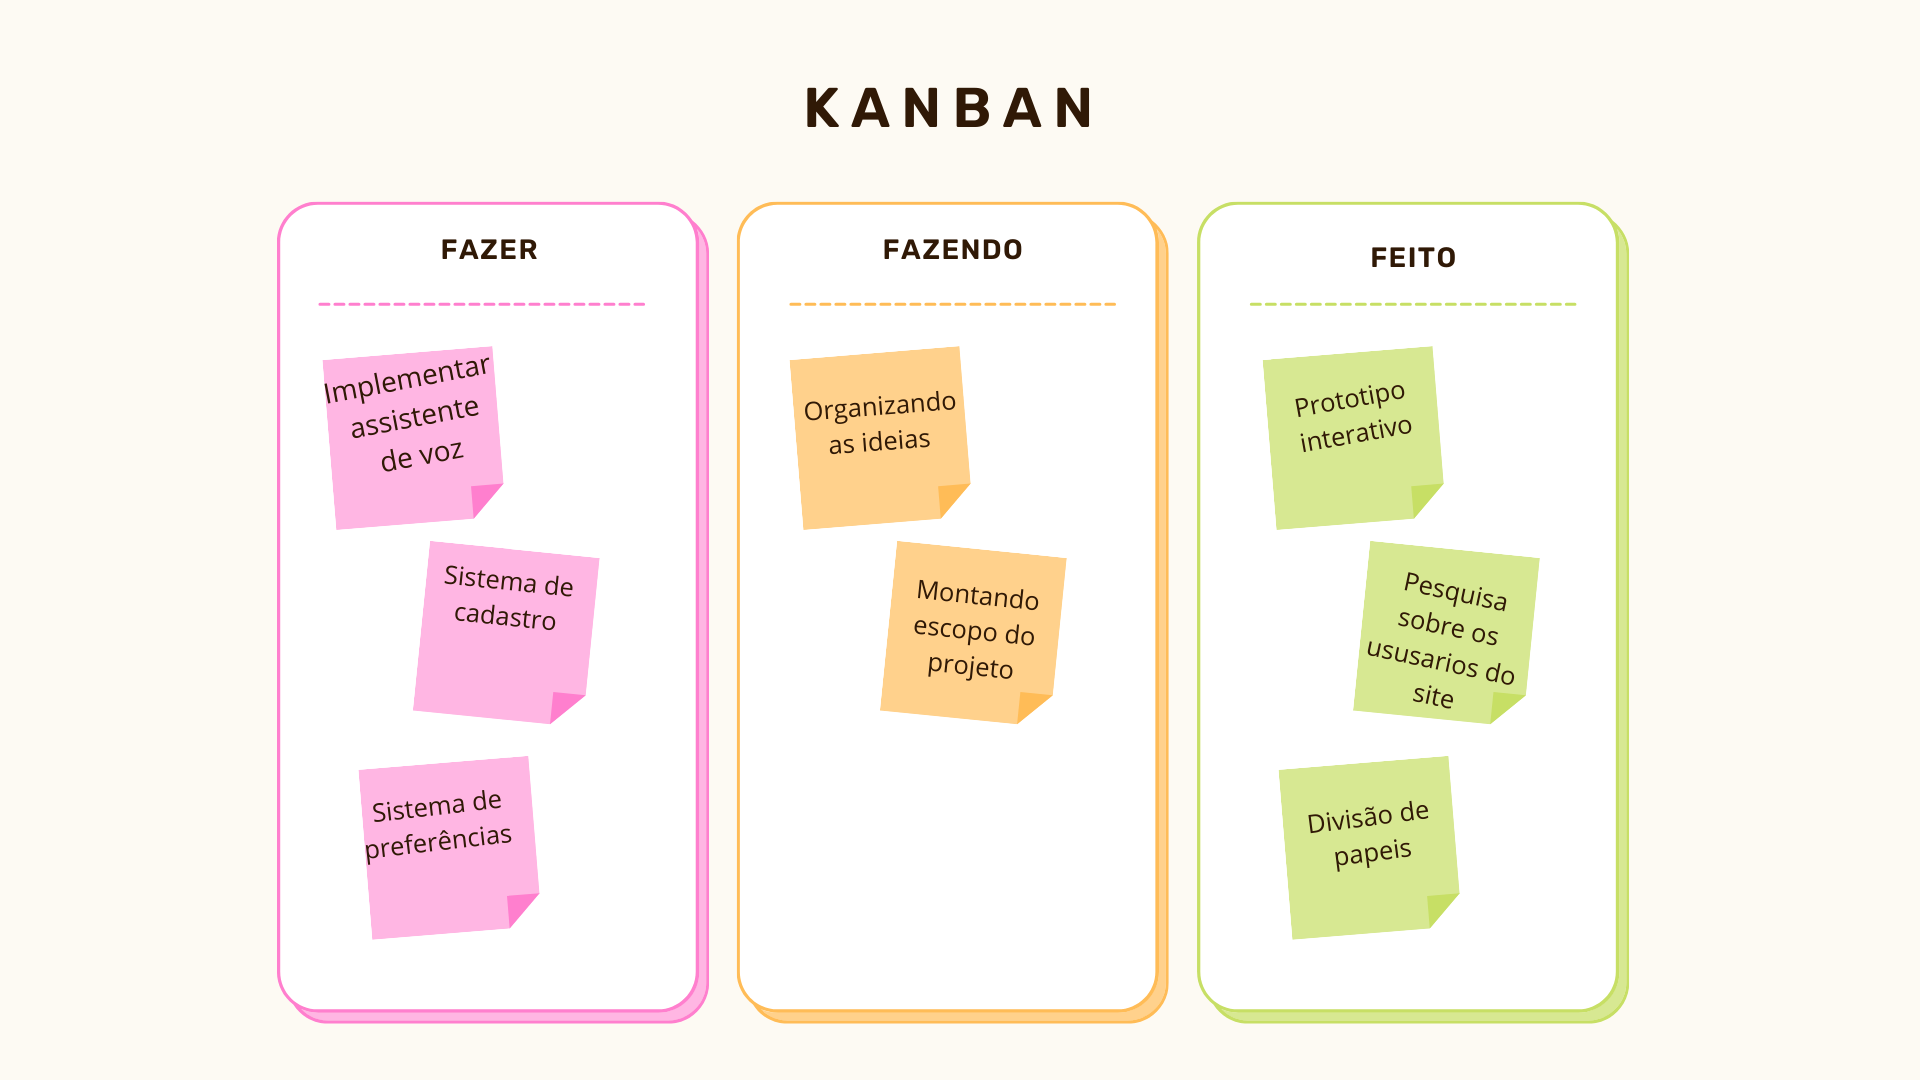 KANBAN
FAZER
Implementar
assistente
de voz
Sistema de
cadastro
Sistema de
preferências
FAZENDO
Organizando
as ideias
Montando
escopo do
projeto
FEITO
Prototipo
interativo
Pesquisa
sobre os
ususarios do
site
Divisão de
papeis